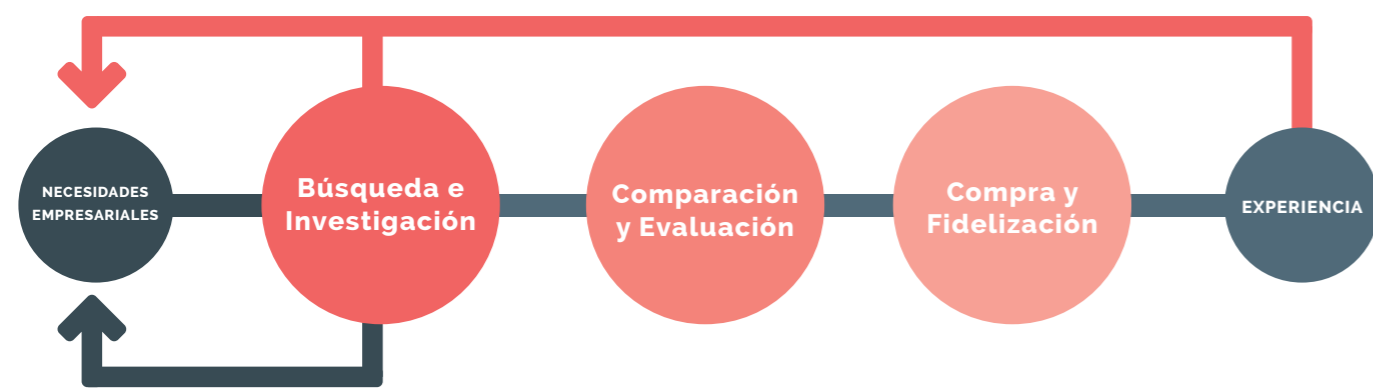 NECESIDADES
EMPRESARIALES
Búsqueda e
Investigación
Comparación
y Evaluación
Compra y
Fidelización
EXPERIENCIA